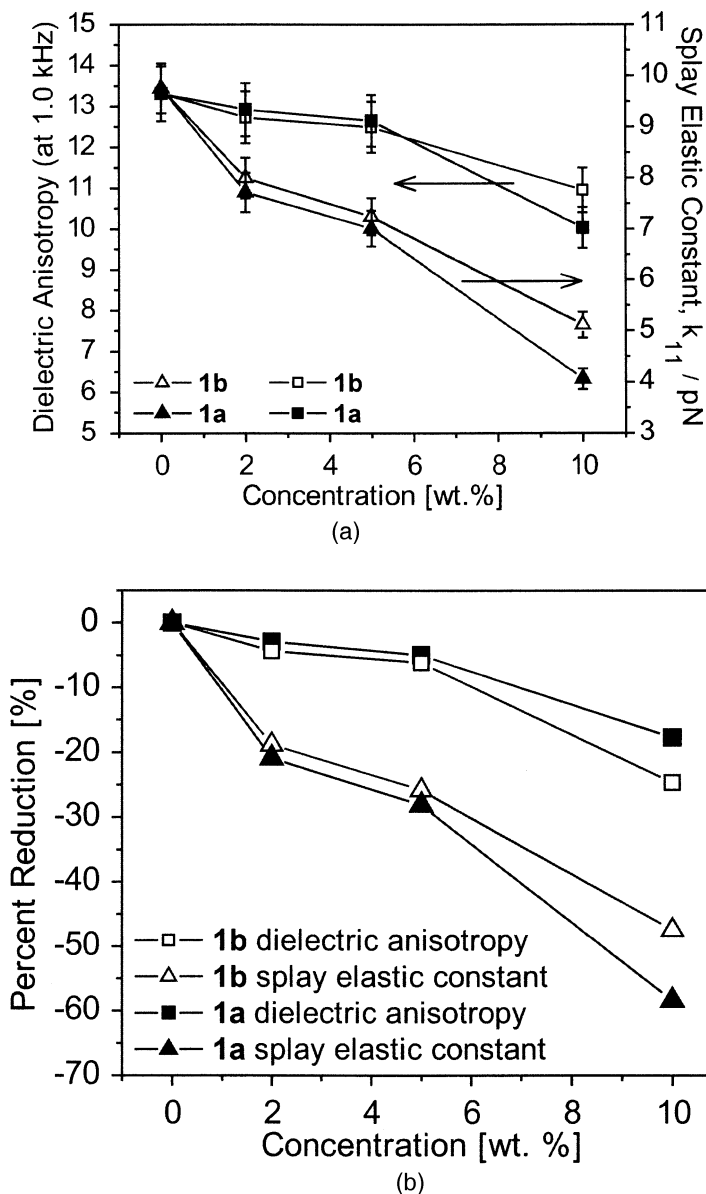 Dielectric Anisotropy (at 1.0 kHz)
15
14
13
12
11
10
9
8
7
6
5
11
10
9
8
7
6
5
4
3
Splay Elastic Constant, k11 / pN
1b 1b
1a 1a
0 2 4 6 8 10
Concentration [wt.%]
(a)
Percent Reduction [%]
0
-10
-20
-30
-40
-50
-60
-70
1b dielectric anisotropy
1b splay elastic constant
1a dielectric anisotropy
1a splay elastic constant
0 2 4 6 8 10
Concentration [wt. %]
(b)